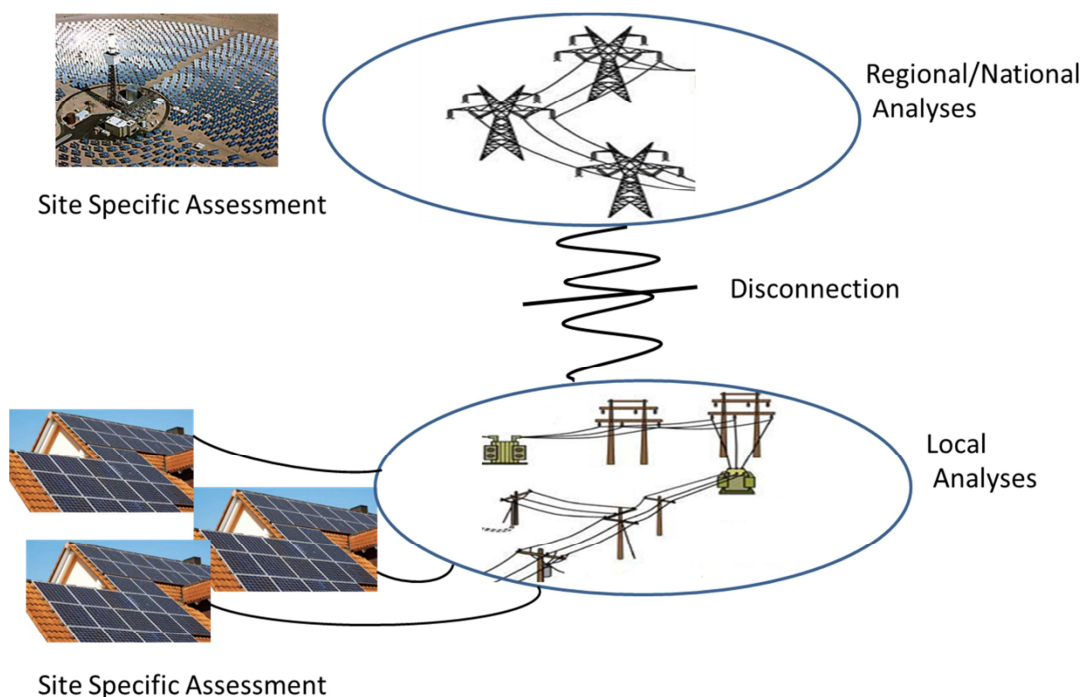 Regional/National
Analyses
Site Specific Assessment
Disconnection
Local
Analyses
Site Specific Assessment